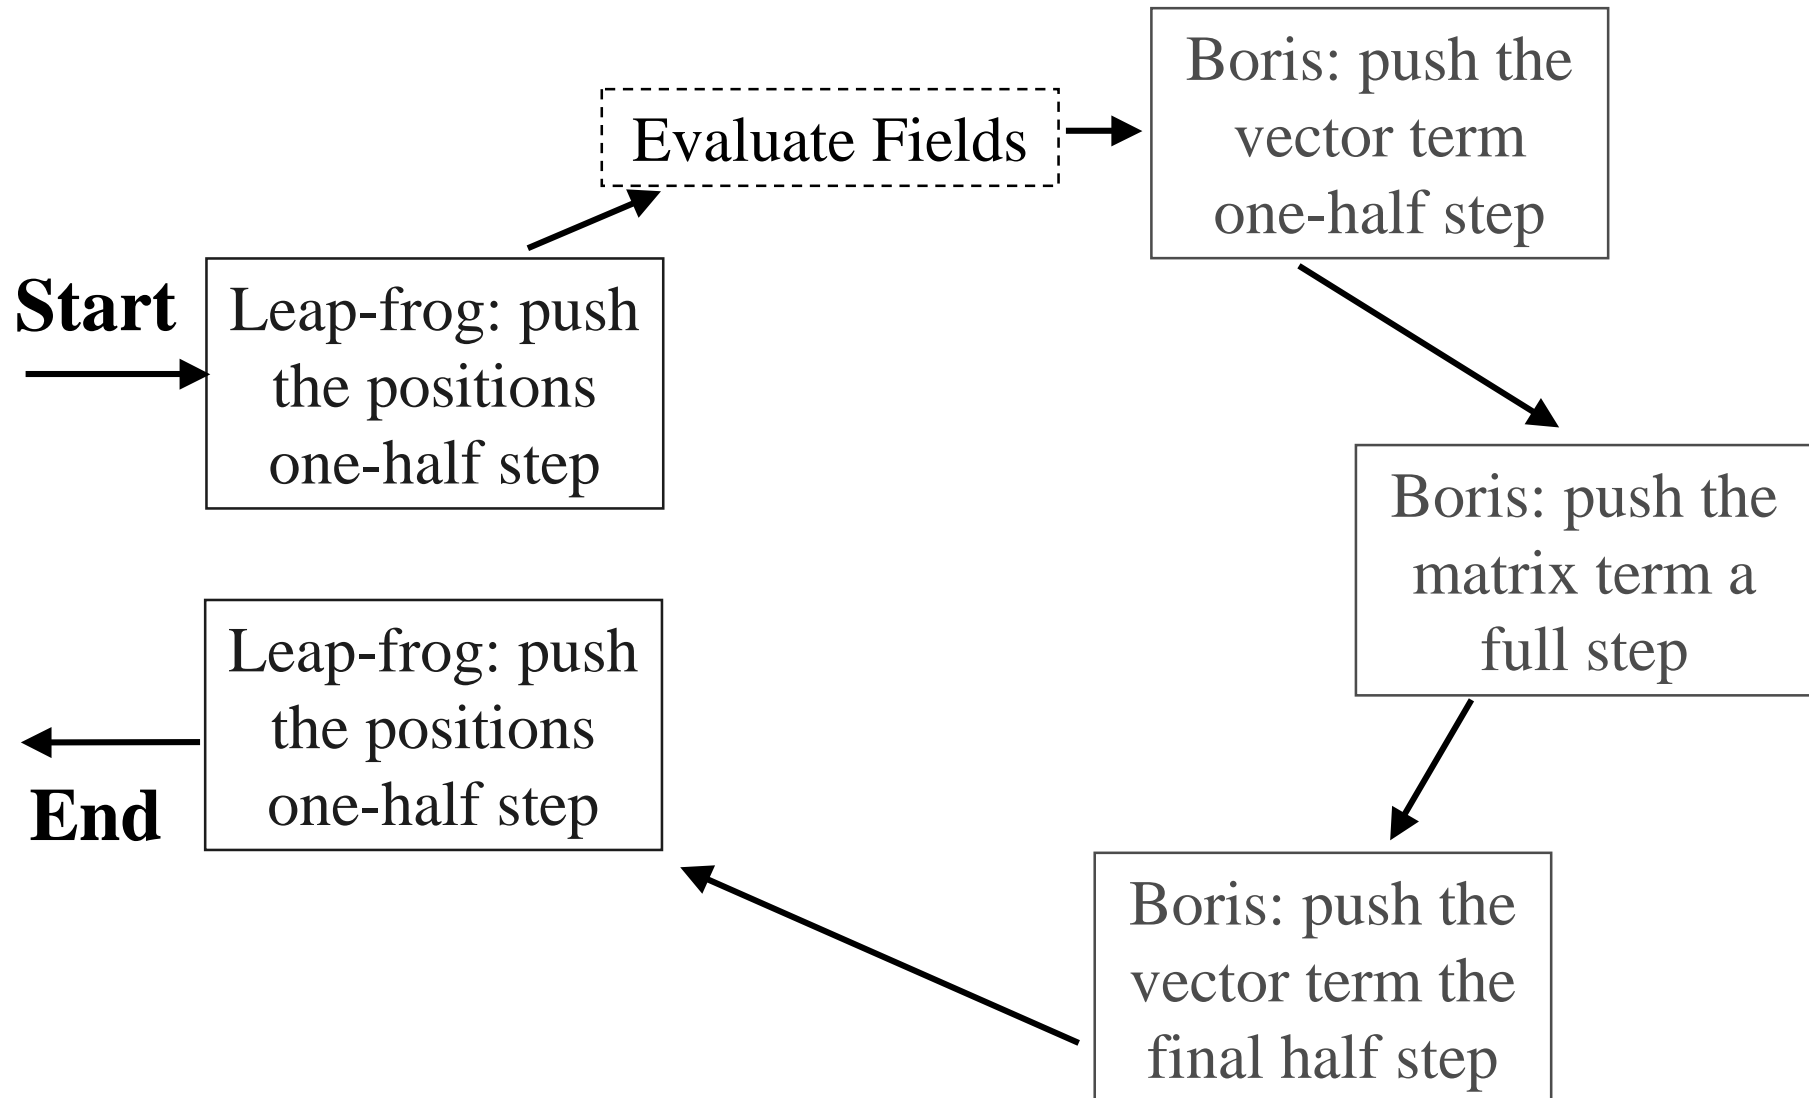 Start
Leap-frog: push
the positions
one-half step
Evaluate Fields
Boris: push the
vector term
one-half step
Boris: push the
matrix term a
full step
Boris: push the
vector term the
final half step
Leap-frog: push
the positions
one-half step
End